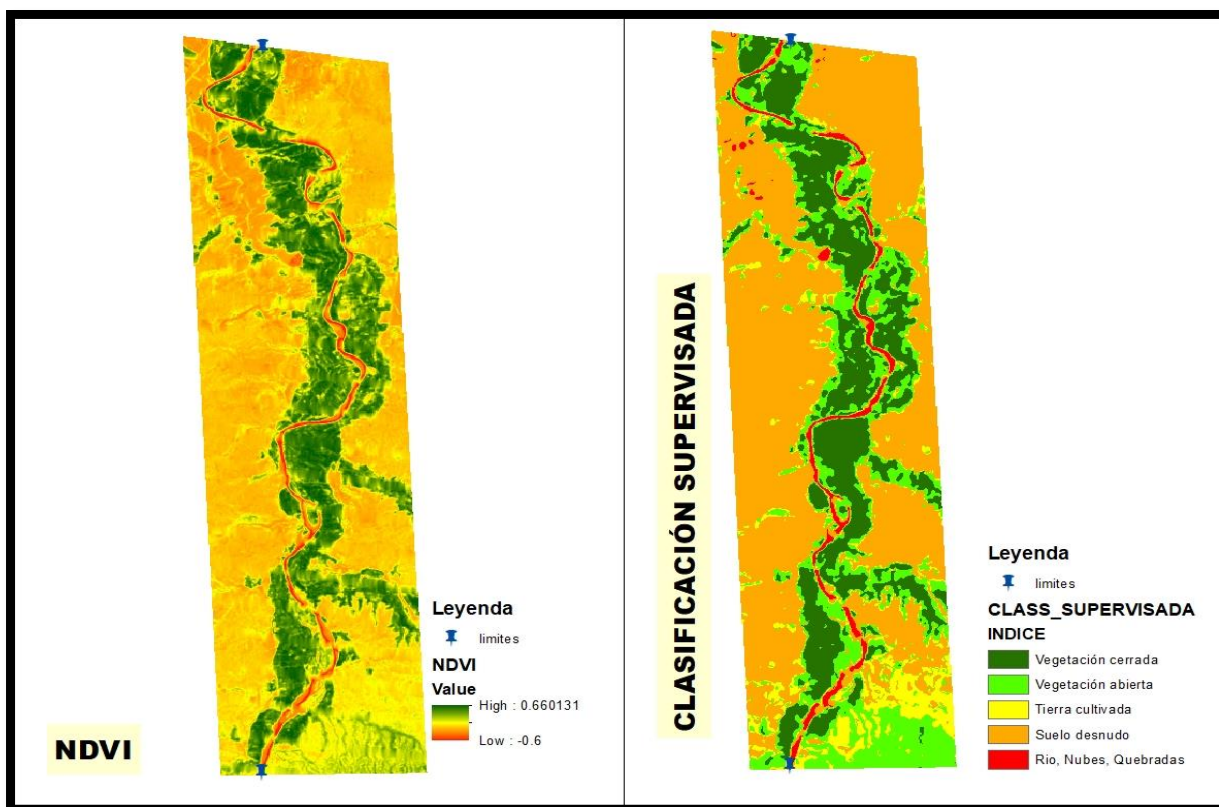 NDVI
Leyenda
limites
NDVI
Value
High : 0.660131
Low : -0.6
CLASIFICACIÓN SUPERVISADA
Leyenda
limites
CLASS_SUPERVISADA
INDICE
Vegetación cerrada
Vegetación abierta
Tierra cultivada
Suelo desnudo
Rio, Nubes, Quebradas